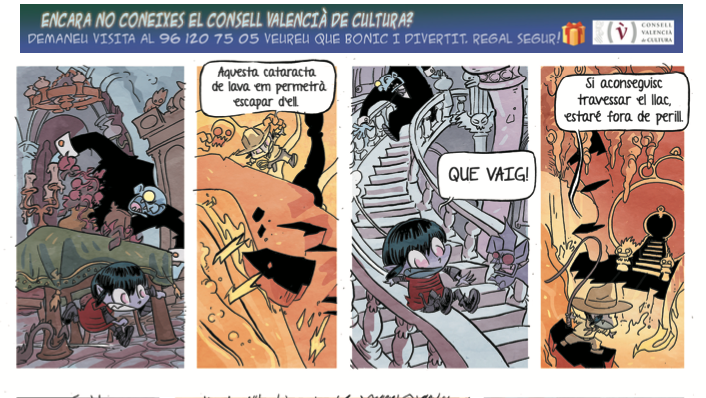 ENCARA NO CONEIXES EL CONSELL VALENCIÀ DE CULTURA?
DEMANEU VISITA AL 96 120 75 05 VEUREU QUE BONIC I DIVERTIT. REGAL SEGUR!
CONSELL
VALENCIÀ
de CULTURA
Aquesta cataracta
de lava em permetrà
escapar d'ell.
QUE VAIG!
Si aconseguisc
travessar el llac,
estaré fora de perill.